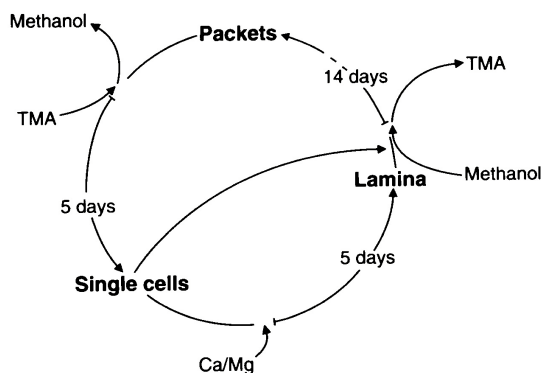 Methanol
Packets
TMA
14 days
TMA
Lamina
Methanol
5 days
5 days
Single cells
Ca/Mg